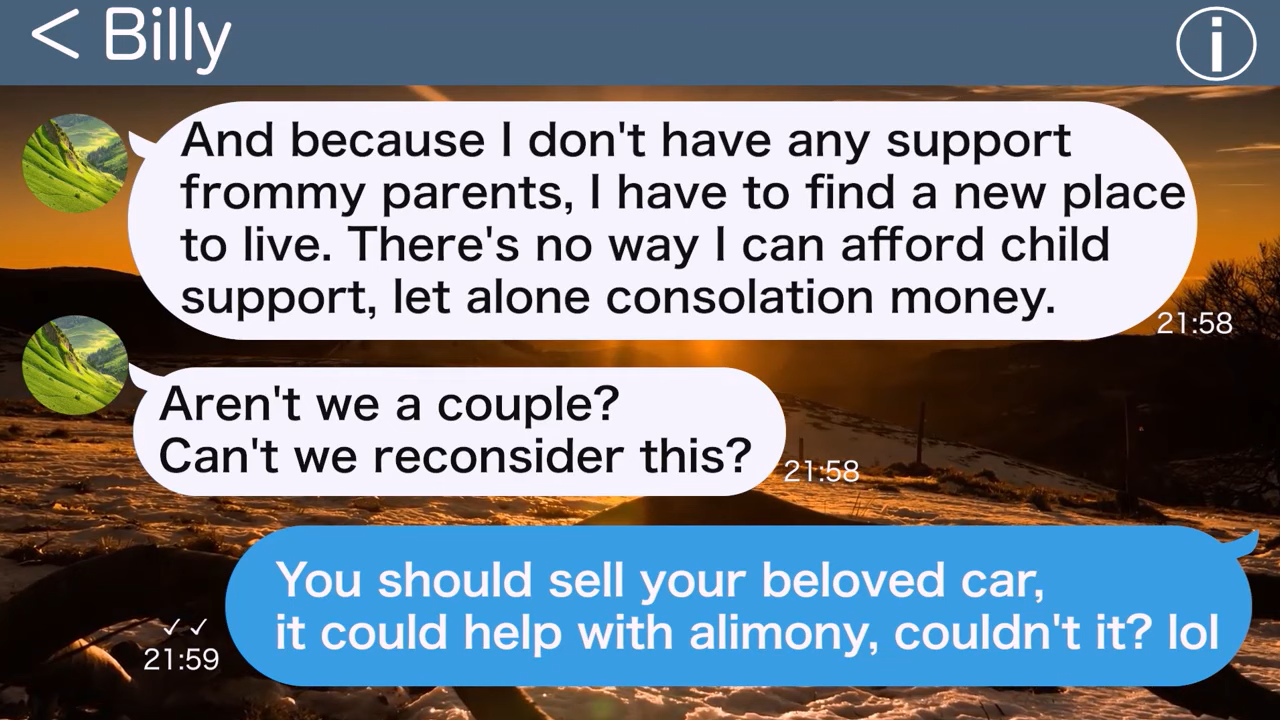 < Billy
i
And because I don't have any support
frommy parents, I have to find a new place
to live. There's no way I can afford child
support, let alone consolation money.
21:58
Aren't we a couple?
Can't we reconsider this?
21:58
You should sell your beloved car,
it could help with alimony, couldn't it? lol
✓✓
21:59